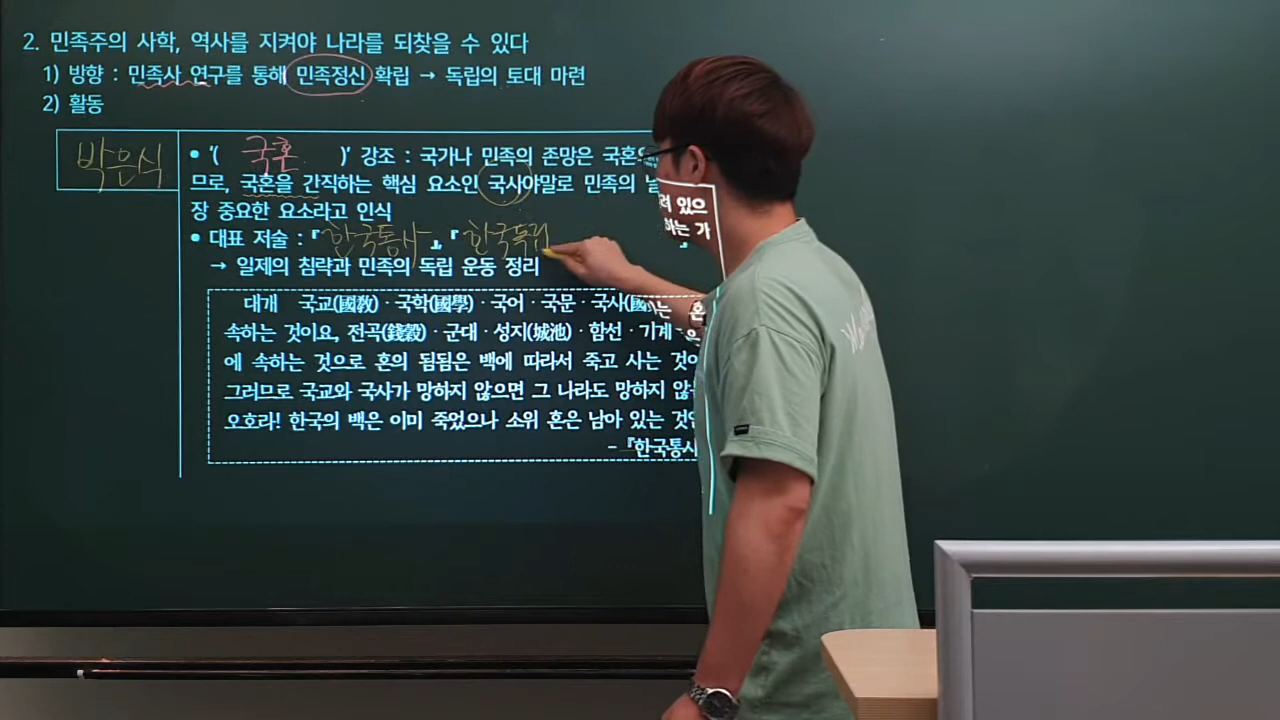 2. 민족주의 사학, 역사를 지켜야 나라를 되찾을 수 있다
1) 방향 : 민족사 연구를 통해 민족정신 확립 → 독립의 토대 마련
2) 활동
박은식
• '( 국혼 )' 강조 : 국가나 민족의 존망은 국혼에 려 있으
므로, 국혼을 간직하는 핵심 요소인 국사야말로 민족의 하는 가
장 중요한 요소라고 인식
• 대표 저술 : 『한국통사』, 『한국독립 』
→ 일제의 침략과 민족의 독립 운동 정리
대개 국교(國敎)·국학(國學)·국어·국문·국사(國 는 혼
속하는 것이요, 전곡(錢穀)·군대·성지(城池)·함선·기계
에 속하는 것으로 혼의 됨됨은 백에 따라서 죽고 사는 것이
그러므로 국교와 국사가 망하지 않으면 그 나라도 망하지 않
오호라! 한국의 백은 이미 죽었으나 소위 혼은 남아 있는 것인
- 『한국통사